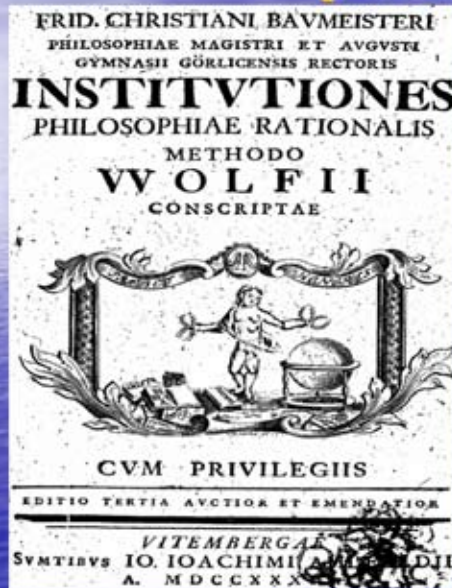 FRID. CHRISTIANI BAVMEISTERI
PHILOSOPHIAE MAGISTRI ET AVGVSTI
GYMNASII GÖRLICENSIS RECTORIS
INSTITVTIONES
PHILOSOPHIAE RATIONALIS
METHODO
VVOLFII
CONSCRIPTAE
CVM PRIVILEGIIS
EDITIO TERTIA AVCTIOR ET EMENDATIOR
VITEMBERGAE
SVMTIBVS IO. IOACHIMI
A. MDCCXXX